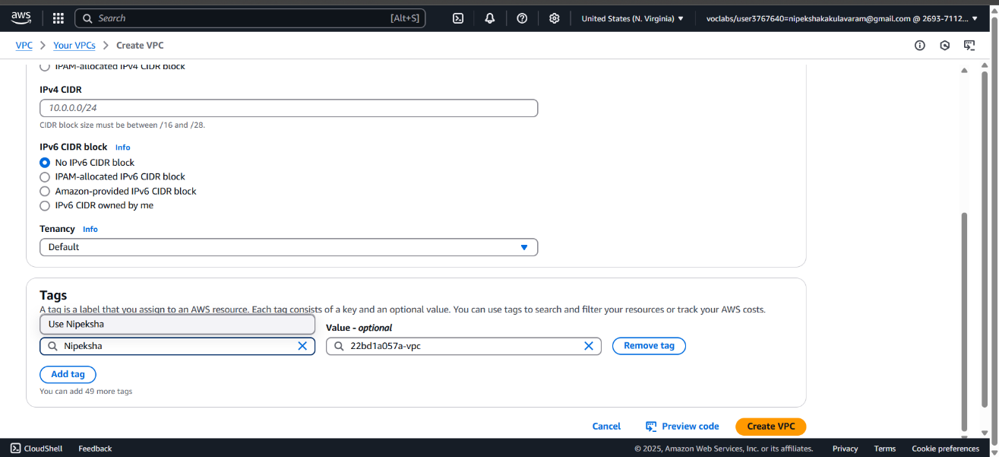 aws
Search
[Alt+S]
United States (N. Virginia)
voclabs/user3767640=nipekshakakulavaram@gmail.com @ 2693-7112...
VPC > Your VPCs > Create VPC
IPAM-allocated IPv4 CIDR block
IPv4 CIDR
10.0.0.0/24
CIDR block size must be between /16 and /28.
IPv6 CIDR block Info
No IPv6 CIDR block
IPAM-allocated IPv6 CIDR block
Amazon-provided IPv6 CIDR block
IPv6 CIDR owned by me
Tenancy Info
Default
Tags
A tag is a label that you assign to an AWS resource. Each tag consists of a key and an optional value. You can use tags to search and filter your resources or track your AWS costs.
Use Nipeksha
Value - optional
Nipeksha
22bd1a057a-vpc
Remove tag
Add tag
You can add 49 more tags
Cancel
Preview code
Create VPC
CloudShell
Feedback
© 2025, Amazon Web Services, Inc. or its affiliates.
Privacy
Terms
Cookie preferences